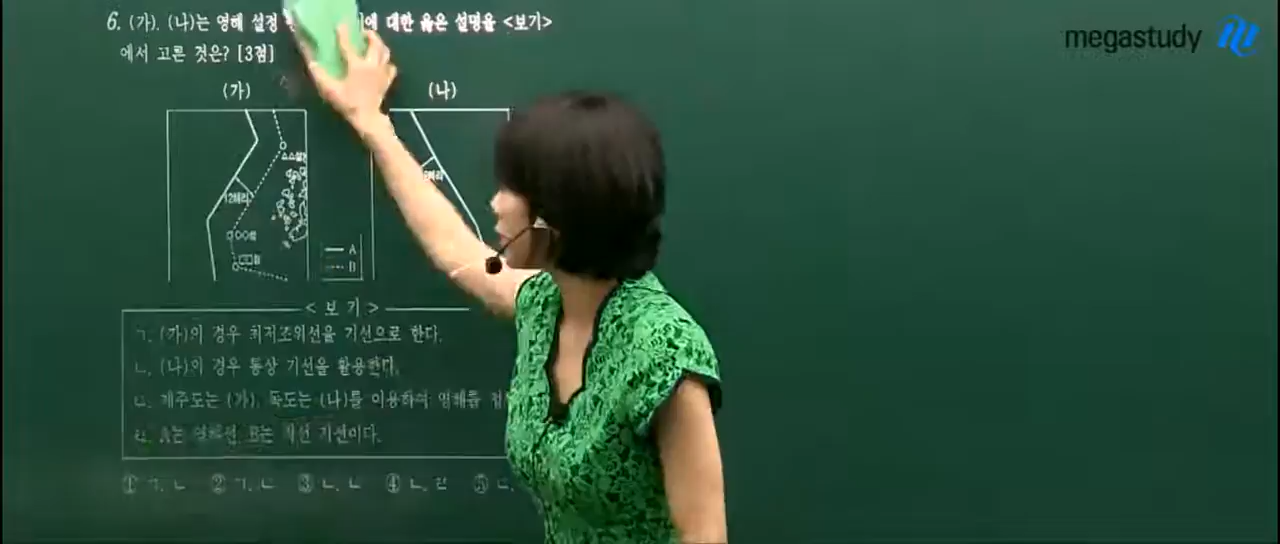 6. (가). (나)는 영해 설정 에 대한 옳은 설명을 <보기>
에서 고른 것은? [3점]
megastudy
(가) (나)
12해리
A
B
< 보 기 >
ㄱ. (가)의 경우 최저조위선을 기선으로 한다.
ㄴ. (나)의 경우 통상 기선을 활용한다.
ㄷ. 제주도는 (가). 독도는 (나)를 이용하여 영해를
ㄹ. A는 영해선 B는 직선 기선이다.
① ㄱ. ㄴ ② ㄱ. ㄷ ③ ㄴ. ④ ㄴ. ㄹ ⑤ ㄷ.